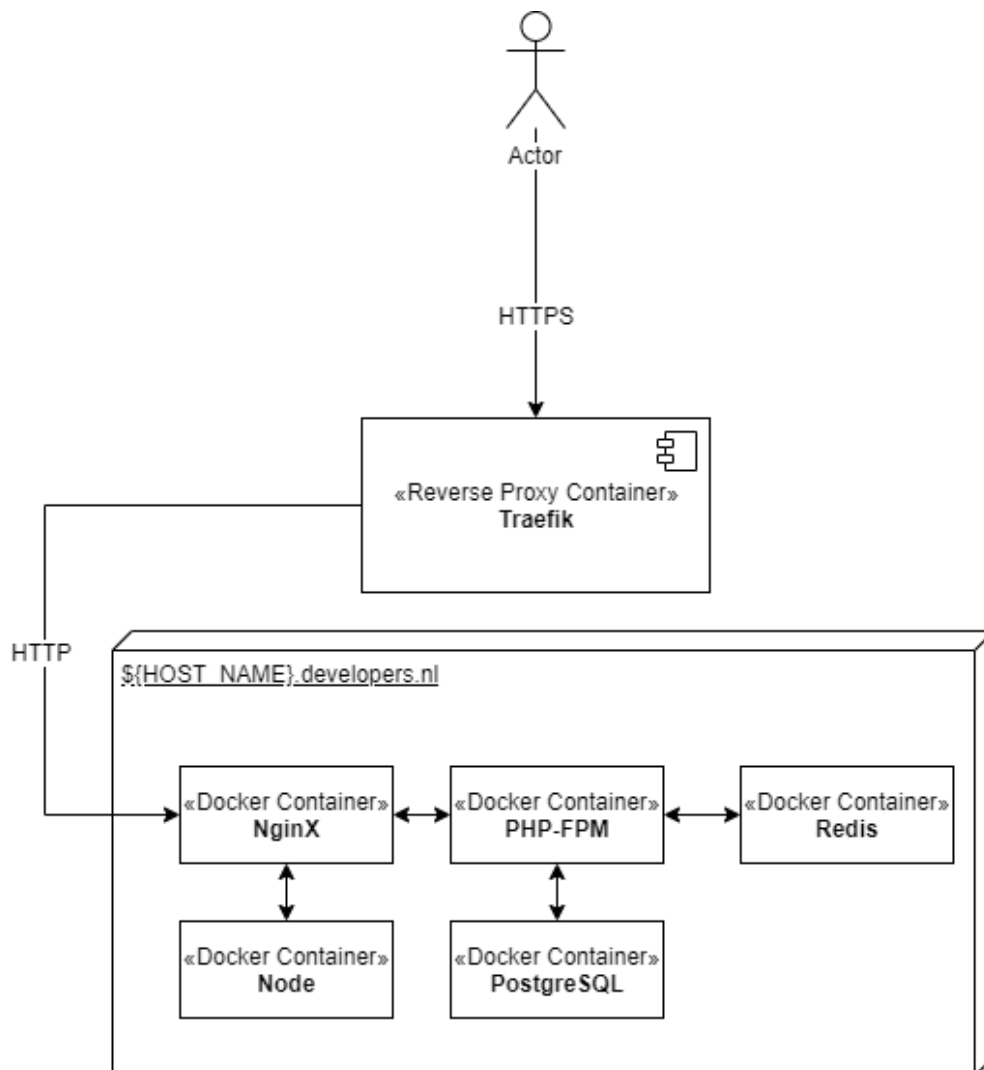 Actor
HTTPS
«Reverse Proxy Container»
Traefik
HTTP
${HOST_NAME}.developers.nl
«Docker Container»
NginX
«Docker Container»
PHP-FPM
«Docker Container»
Redis
«Docker Container»
Node
«Docker Container»
PostgreSQL